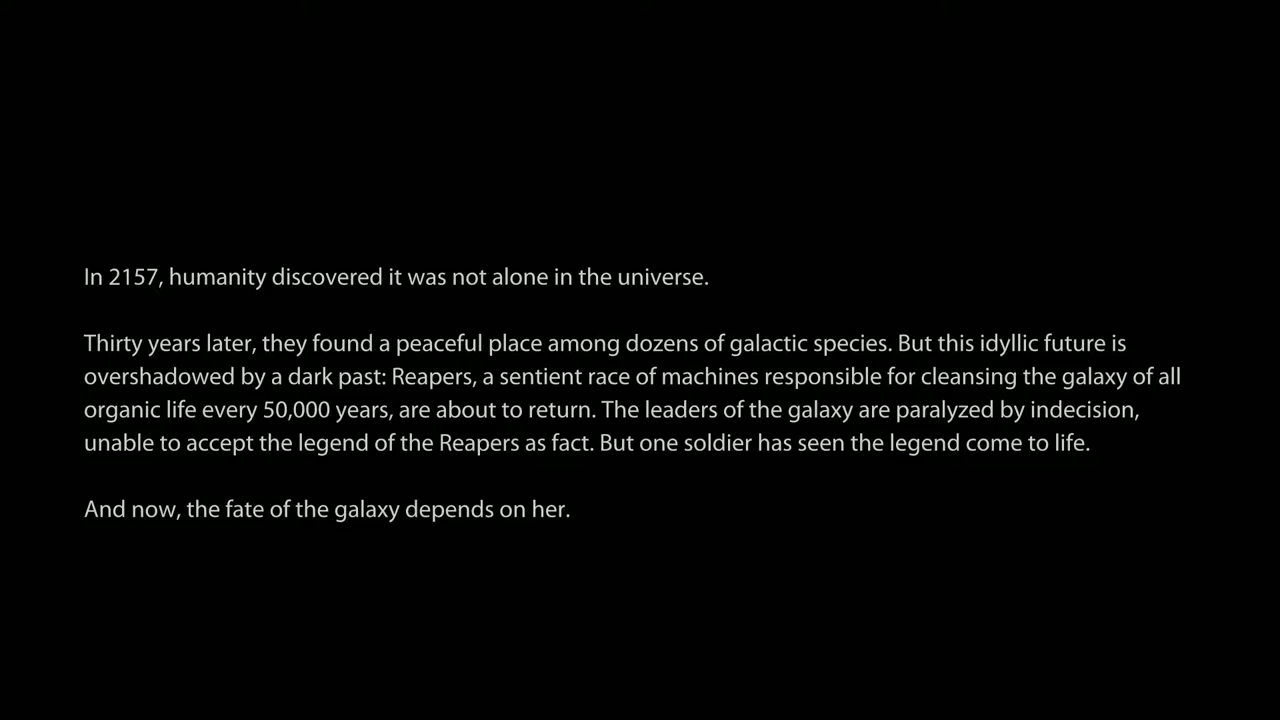 In 2157, humanity discovered it was not alone in the universe.
Thirty years later, they found a peaceful place among dozens of galactic species. But this idyllic future is
overshadowed by a dark past: Reapers, a sentient race of machines responsible for cleansing the galaxy of all
organic life every 50,000 years, are about to return. The leaders of the galaxy are paralyzed by indecision,
unable to accept the legend of the Reapers as fact. But one soldier has seen the legend come to life.
And now, the fate of the galaxy depends on her.